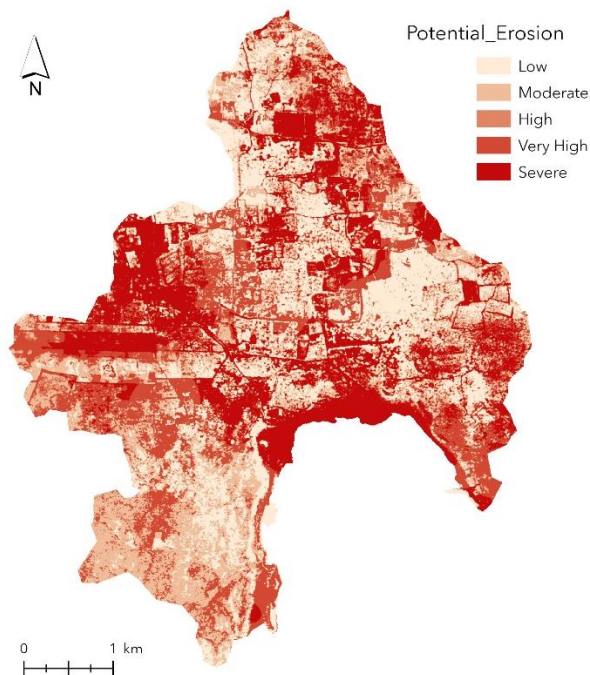 Potential_Erosion
Low
Moderate
High
Very High
Severe
N
0 1 km